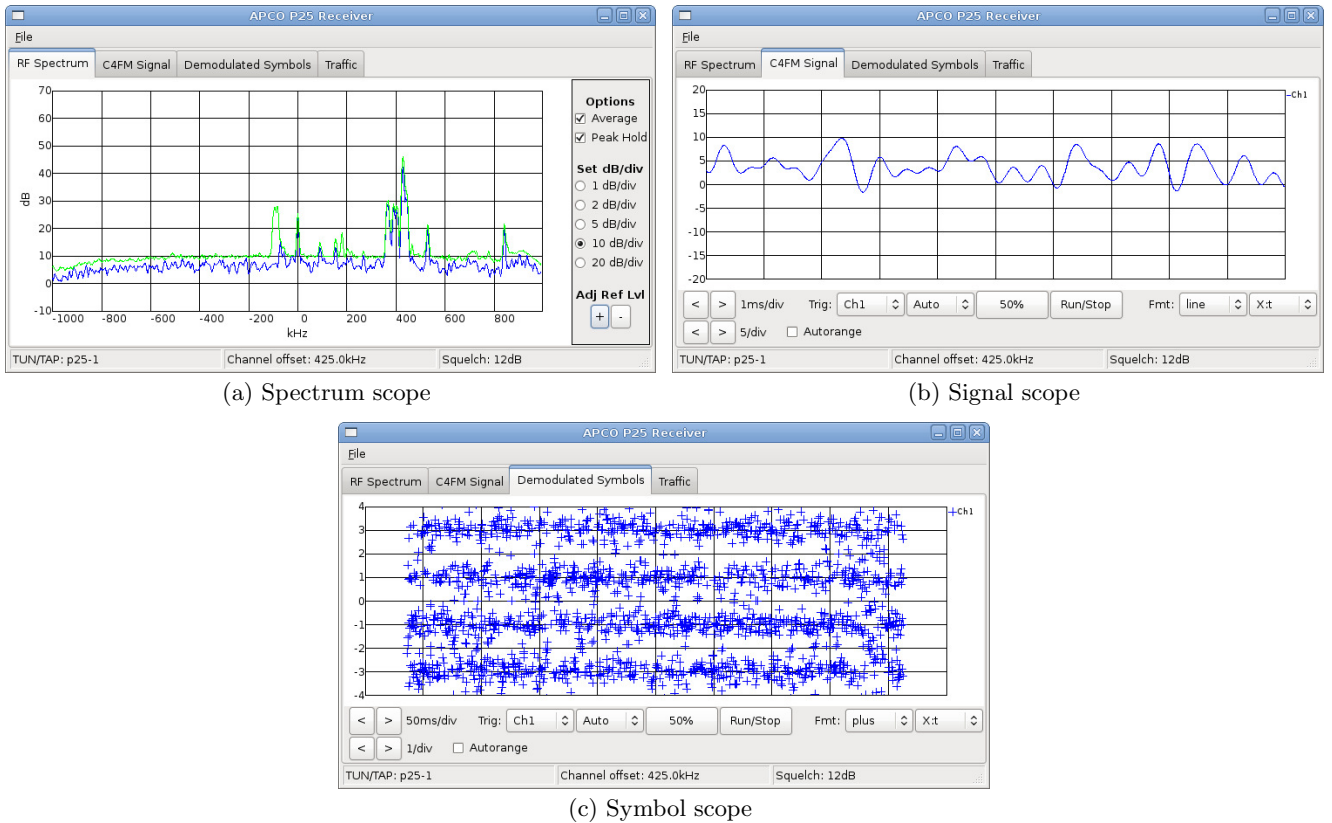 APCO P25 Receiver
File
RF Spectrum C4FM Signal Demodulated Symbols Traffic
70
60
50
40
30
20
10
0
-10
dB
-1000 -800 -600 -400 -200 0 200 400 600 800
kHz
Options
Average
Peak Hold
Set dB/div
1 dB/div
2 dB/div
5 dB/div
10 dB/div
20 dB/div
Adj Ref Lvl
+ -
TUN/TAP: p25-1 Channel offset: 425.0kHz Squelch: 12dB
(a) Spectrum scope
APCO P25 Receiver
File
RF Spectrum C4FM Signal Demodulated Symbols Traffic
20
15
10
5
0
-5
-10
-15
-20
Ch1
< > 1ms/div Trig: Ch1 Auto 50% Run/Stop Fmt: line X:t
< > 5/div Autorange
TUN/TAP: p25-1 Channel offset: 425.0kHz Squelch: 12dB
(b) Signal scope
APCO P25 Receiver
File
RF Spectrum C4FM Signal Demodulated Symbols Traffic
4
3
2
1
0
-1
-2
-3
-4
Ch1
< > 50ms/div Trig: Ch1 Auto 50% Run/Stop Fmt: plus X:t
< > 1/div Autorange
TUN/TAP: p25-1 Channel offset: 425.0kHz Squelch: 12dB
(c) Symbol scope